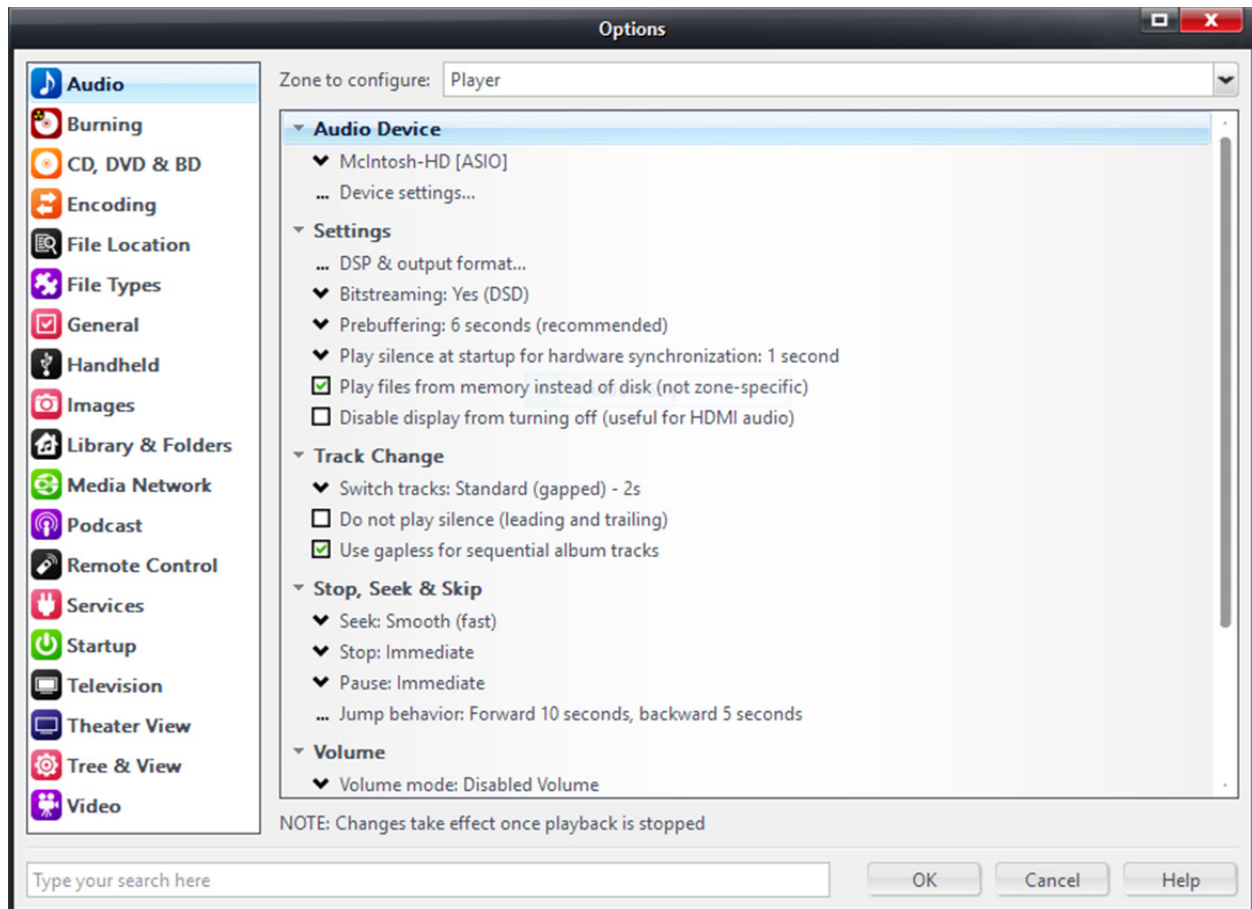 Options
Audio
Burning
CD, DVD & BD
Encoding
File Location
File Types
General
Handheld
Images
Library & Folders
Media Network
Podcast
Remote Control
Services
Startup
Television
Theater View
Tree & View
Video
Zone to configure: Player
Audio Device
McIntosh-HD [ASIO]
... Device settings...
Settings
... DSP & output format...
Bitstreaming: Yes (DSD)
Prebuffering: 6 seconds (recommended)
Play silence at startup for hardware synchronization: 1 second
Play files from memory instead of disk (not zone-specific)
Disable display from turning off (useful for HDMI audio)
Track Change
Switch tracks: Standard (gapped) - 2s
Do not play silence (leading and trailing)
Use gapless for sequential album tracks
Stop, Seek & Skip
Seek: Smooth (fast)
Stop: Immediate
Pause: Immediate
... Jump behavior: Forward 10 seconds, backward 5 seconds
Volume
Volume mode: Disabled Volume
NOTE: Changes take effect once playback is stopped
Type your search here
OK Cancel Help